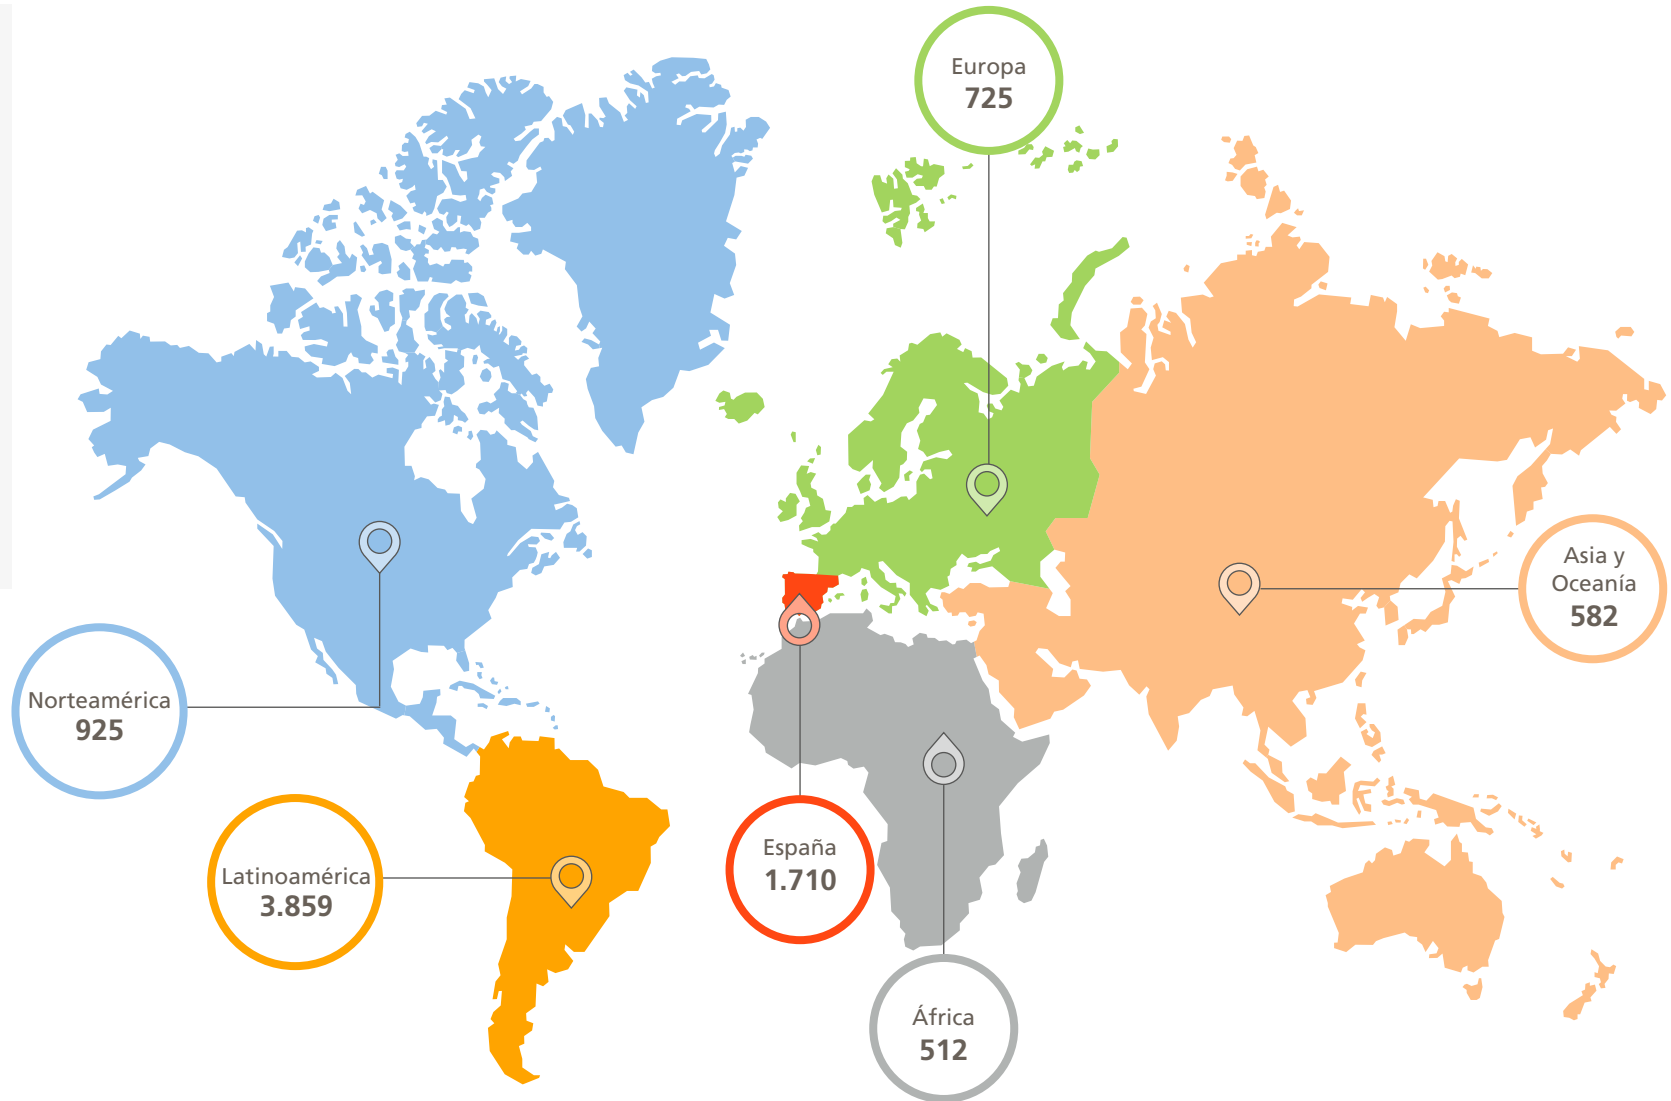 Europa
725
Asia y
Oceanía
582
Norteamérica
925
España
1.710
Latinoamérica
3.859
África
512